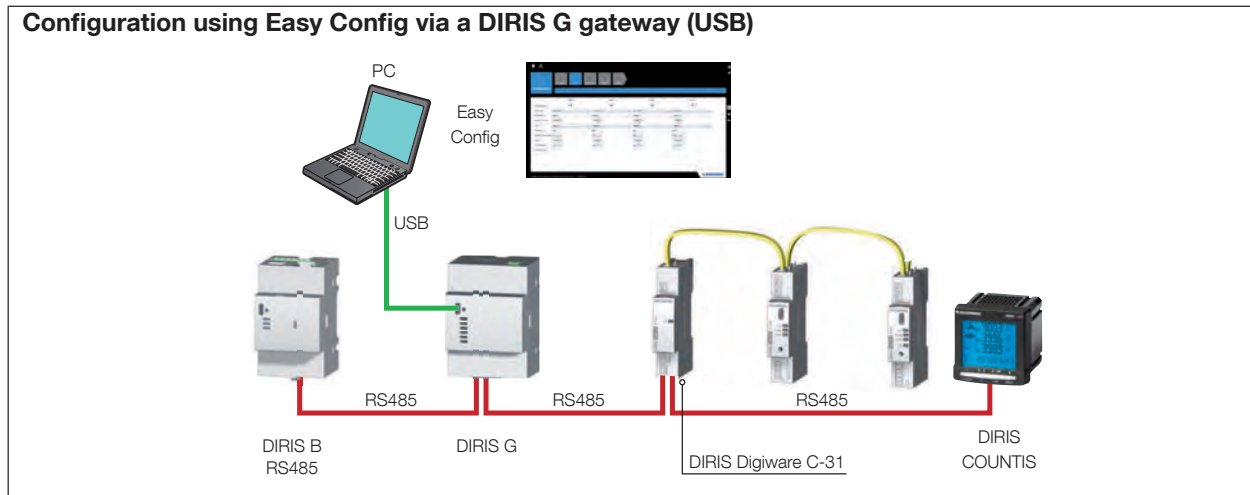 Configuration using Easy Config via a DIRIS G gateway (USB)
PC
Easy
Config
USB
RS485
RS485
RS485
DIRIS B
RS485
DIRIS G
DIRIS Digiware C-31
DIRIS
COUNTIS